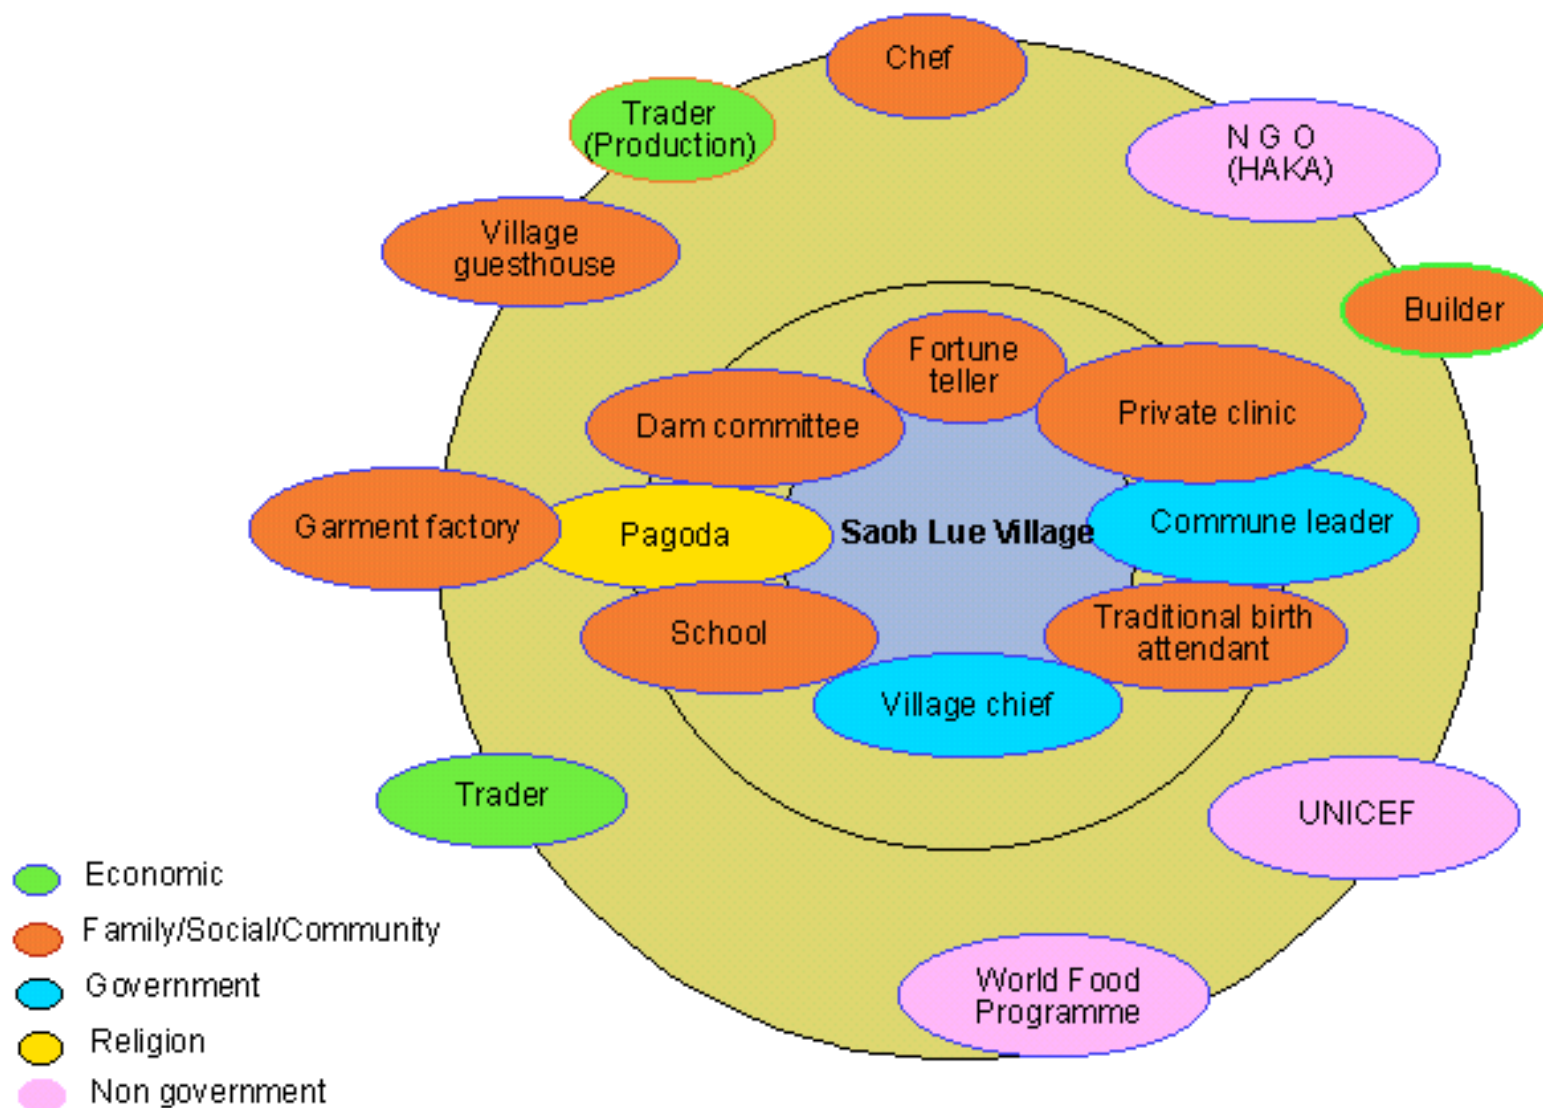 Chef
Trader
(Production)
N G O
(HAKA)
Village
guesthouse
Builder
Fortune
teller
Dam committee
Private clinic
Garment factory
Pagoda
Saob Lue Village
Commune leader
School
Traditional birth
attendant
Village chief
Trader
UNICEF
World Food
Programme
Economic
Family/Social/Community
Government
Religion
Non government